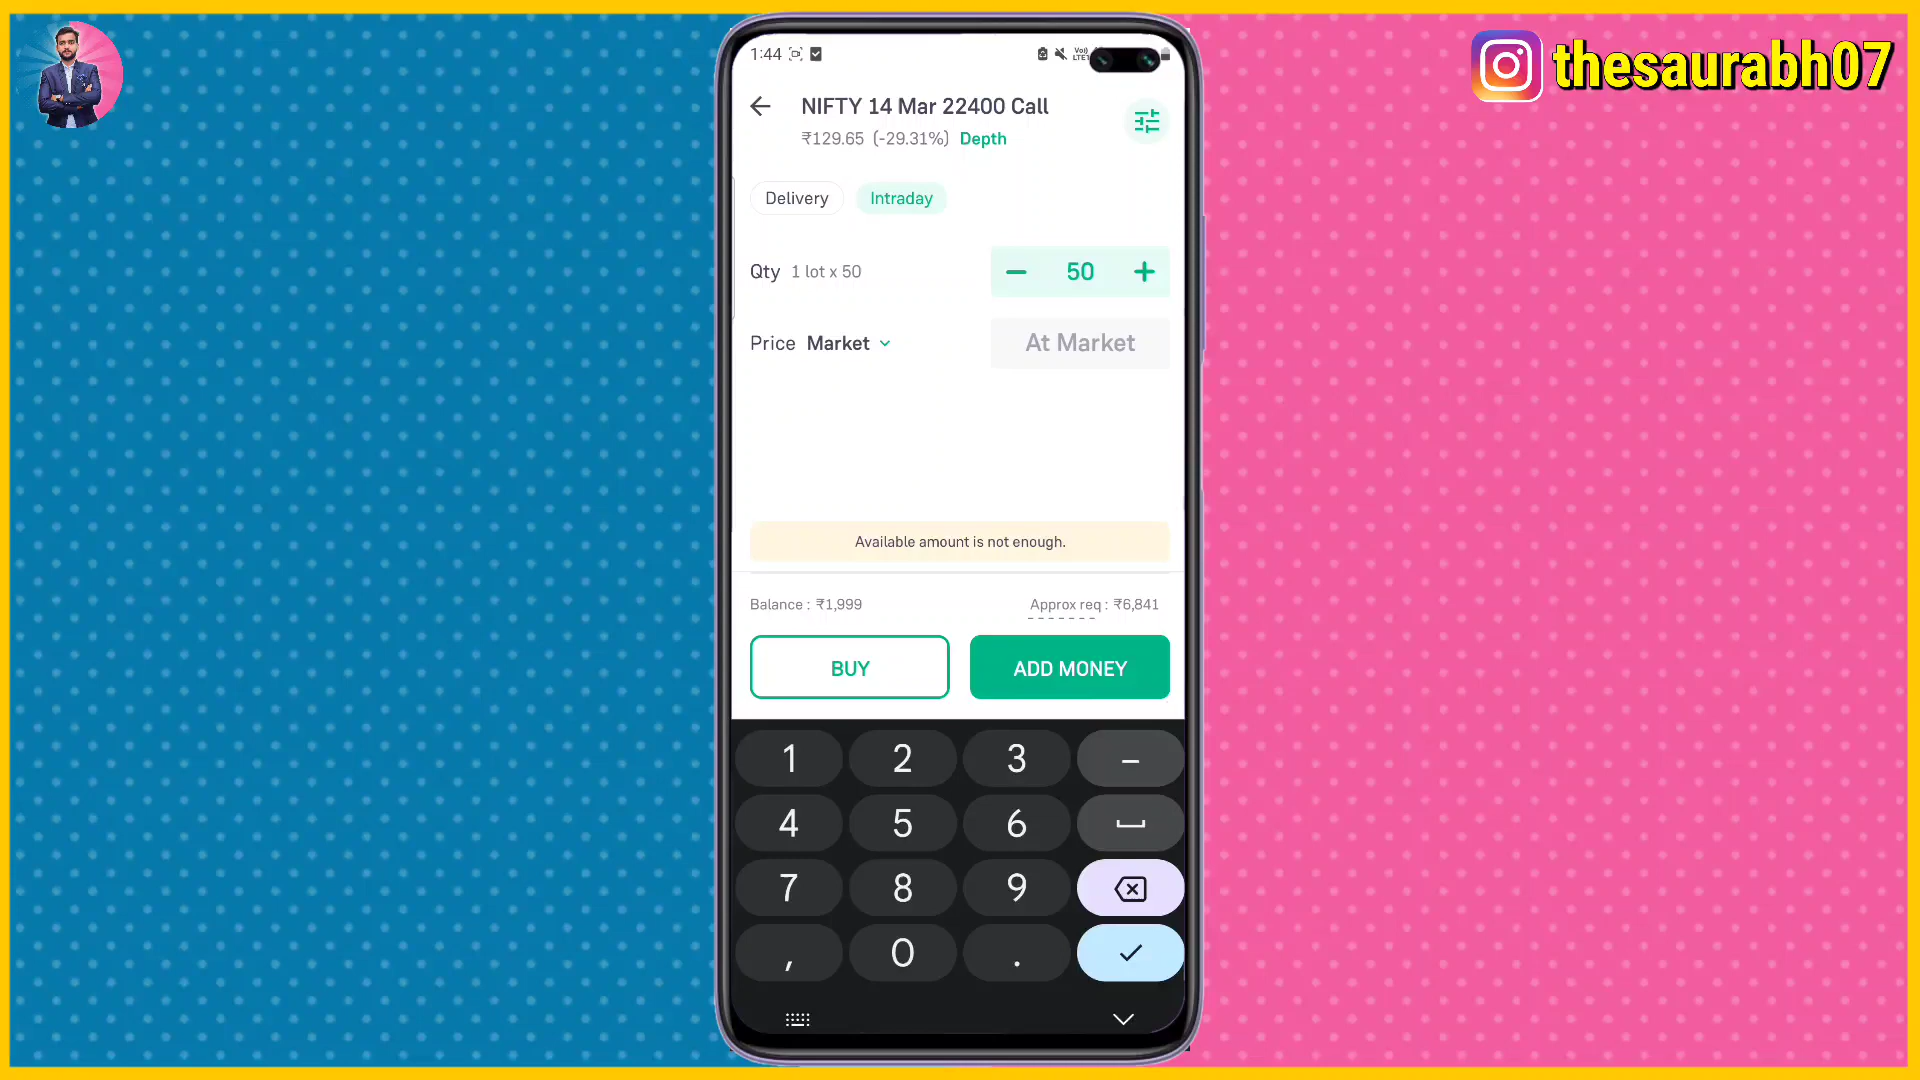 thesaurabh07
1:44
NIFTY 14 Mar 22400 Call
₹129.65 (-29.31%) Depth
Delivery Intraday
Qty 1 lot x 50 − 50 +
Price Market At Market
Available amount is not enough.
Balance : ₹1,999 Approx req : ₹6,841
BUY ADD MONEY
1 2 3 –
4 5 6
7 8 9
, 0 .